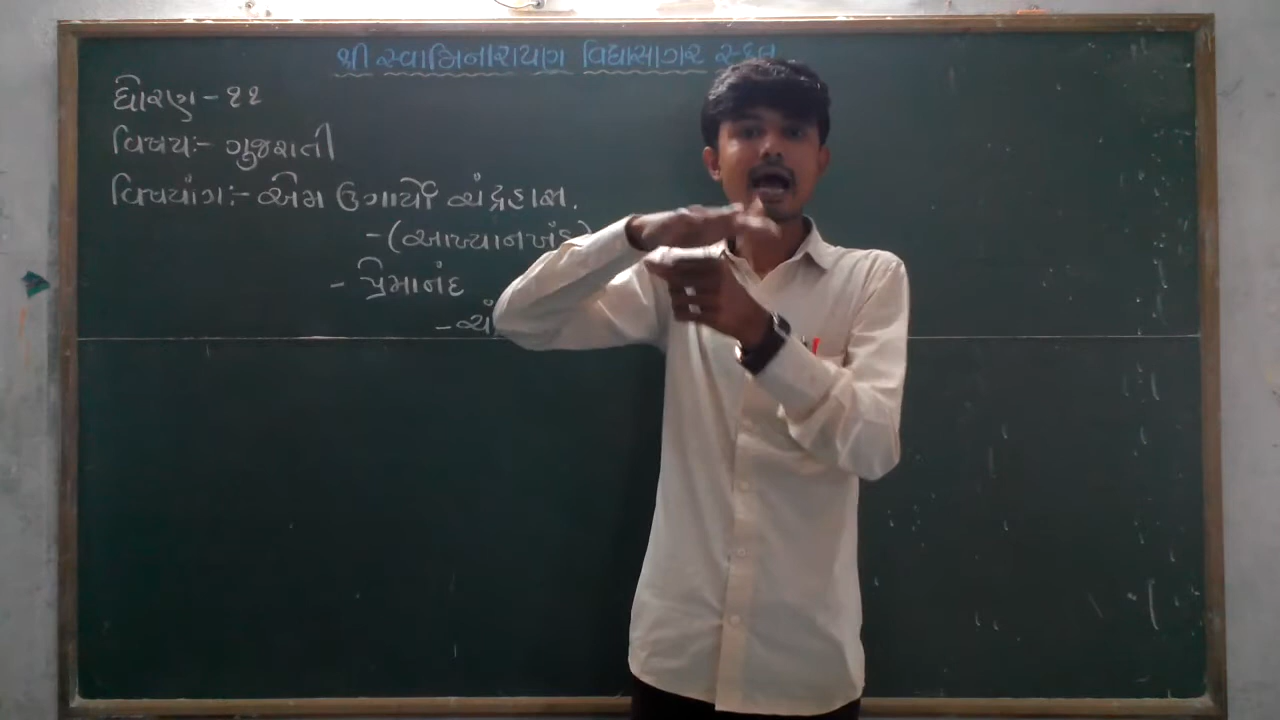 શ્રી સ્વામિનારાયણ વિદ્યાસાગર સ્કૂલ
ધોરણ - ૧૧
વિષય:- ગુજરાતી
વિષયાંગ:- એમ ઉગાર્યો ચંદ્રહાસ.
- (આખ્યાનખંડ)
- પ્રેમાનંદ